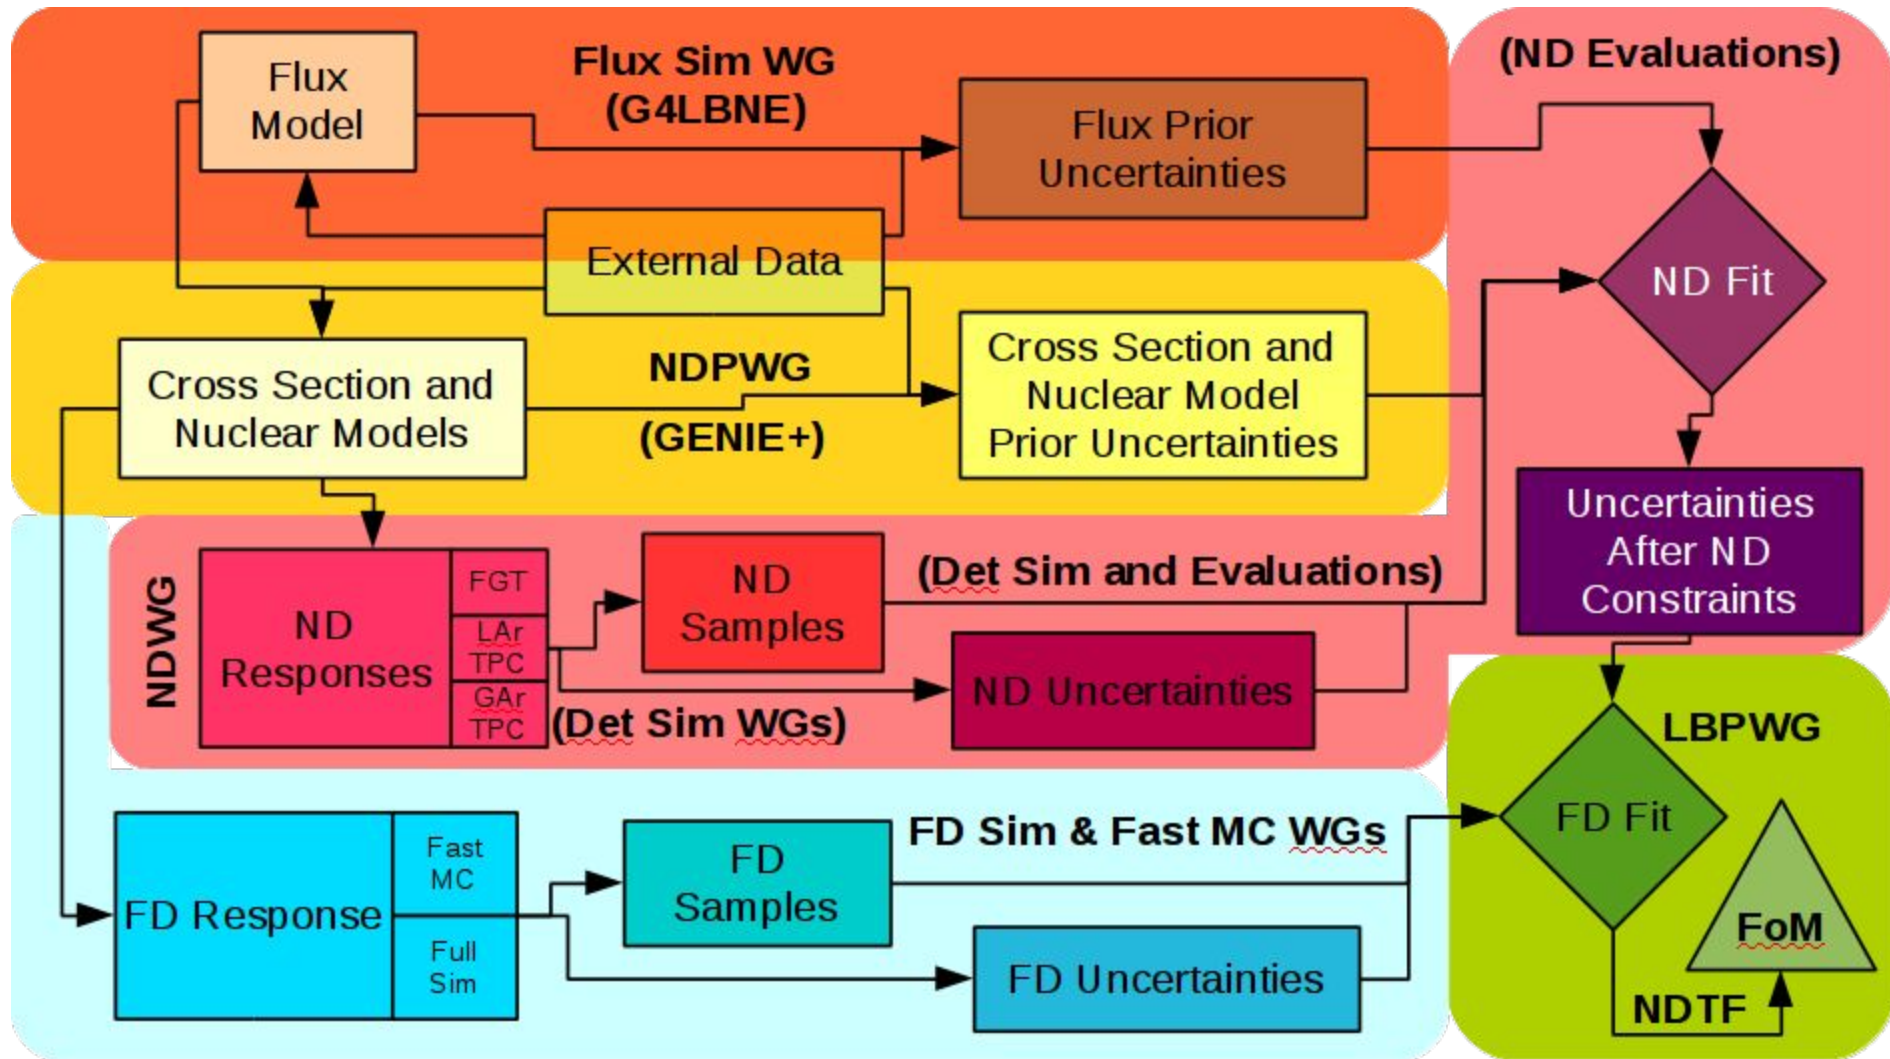 Flux
Model
Flux Sim WG
(G4LBNE)
Flux Prior
Uncertainties
(ND Evaluations)
External Data
ND Fit
Cross Section and
Nuclear Models
NDPWG
(GENIE+)
Cross Section and
Nuclear Model
Prior Uncertainties
Uncertainties
After ND
Constraints
NDWG
ND
Responses
FGT
LAr
TPC
GAr
TPC
ND
Samples
(Det Sim and Evaluations)
ND Uncertainties
(Det Sim WGs)
LBPWG
FD Fit
FoM
NDTF
FD Response
Fast
MC
Full
Sim
FD
Samples
FD Sim & Fast MC WGs
FD Uncertainties